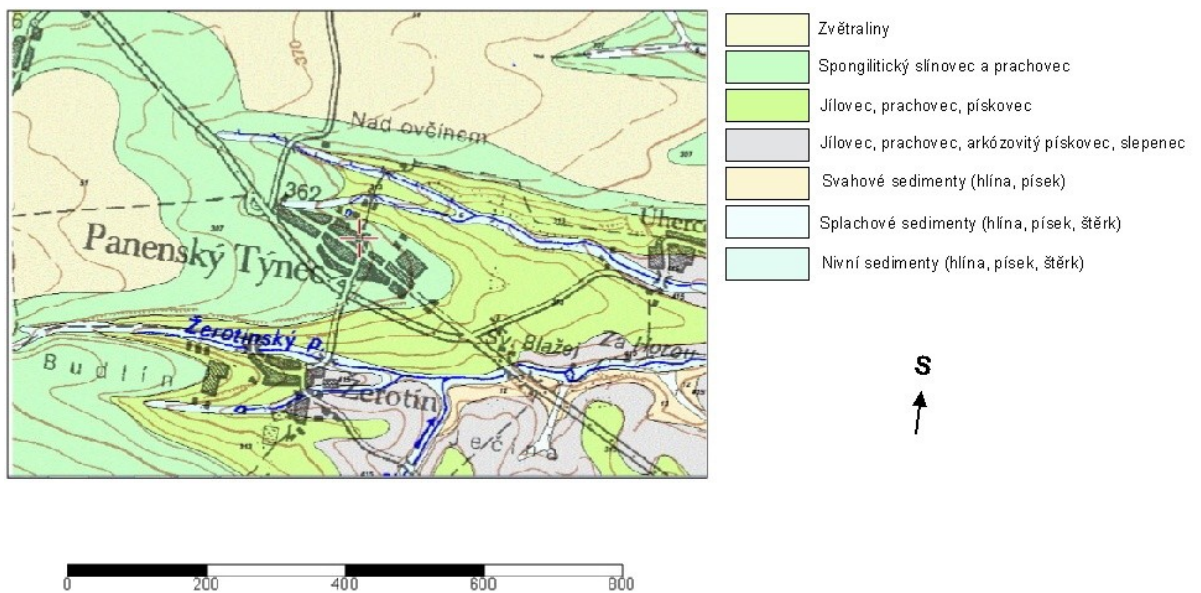 370
Nad ovčínem
362
307
307
Panenský Týnec
Žerotínský p.
Sv. Blažej
Za Horou
Budlín
Žerotín
Zvětraliny
Spongilitický slínovec a prachovec
Jílovec, prachovec, pískovec
Jílovec, prachovec, arkózovitý pískovec, slepenec
Svahové sedimenty (hlína, písek)
Splachové sedimenty (hlína, písek, štěrk)
Nivní sedimenty (hlína, písek, štěrk)
S
0 200 400 600 800